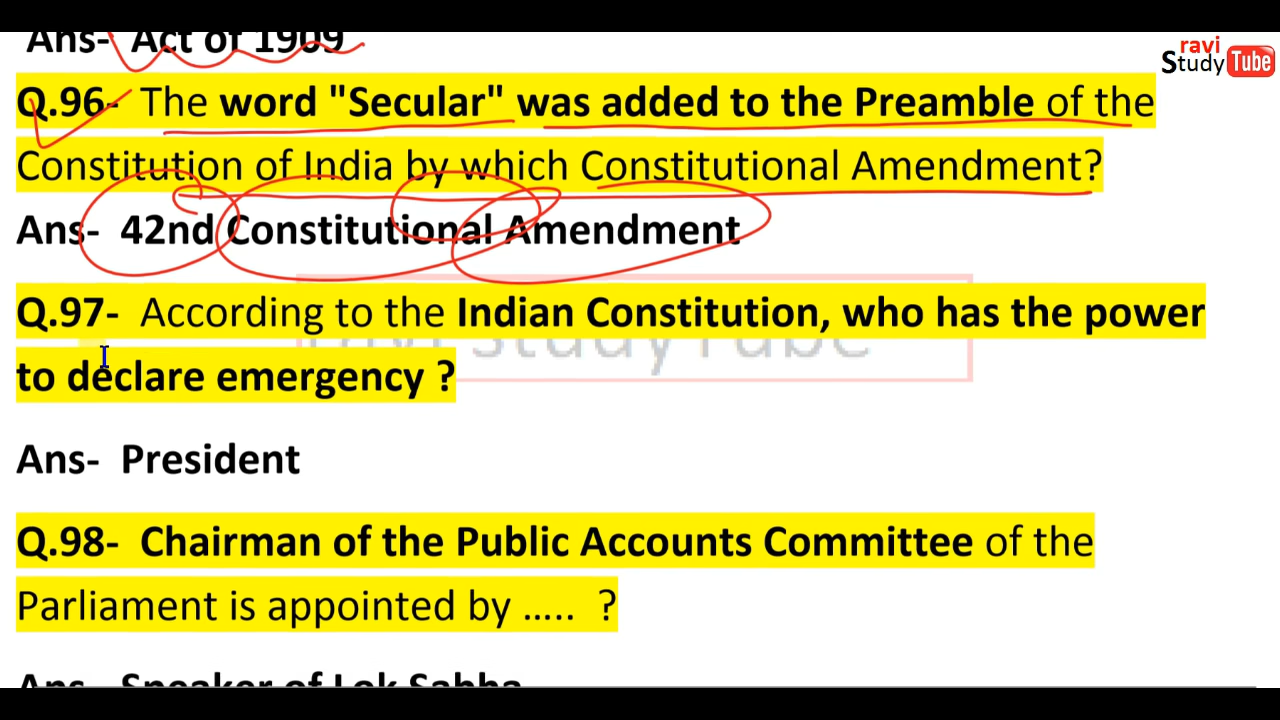 Ans- Act of 1909
ravi
Study Tube
Q.96- The word "Secular" was added to the Preamble of the
Constitution of India by which Constitutional Amendment?
Ans- 42nd Constitutional Amendment
Q.97- According to the Indian Constitution, who has the power
ravi StudyTube
to declare emergency ?
Ans- President
Q.98- Chairman of the Public Accounts Committee of the
Parliament is appointed by ..... ?
Ans- Speaker of Lok Sabha